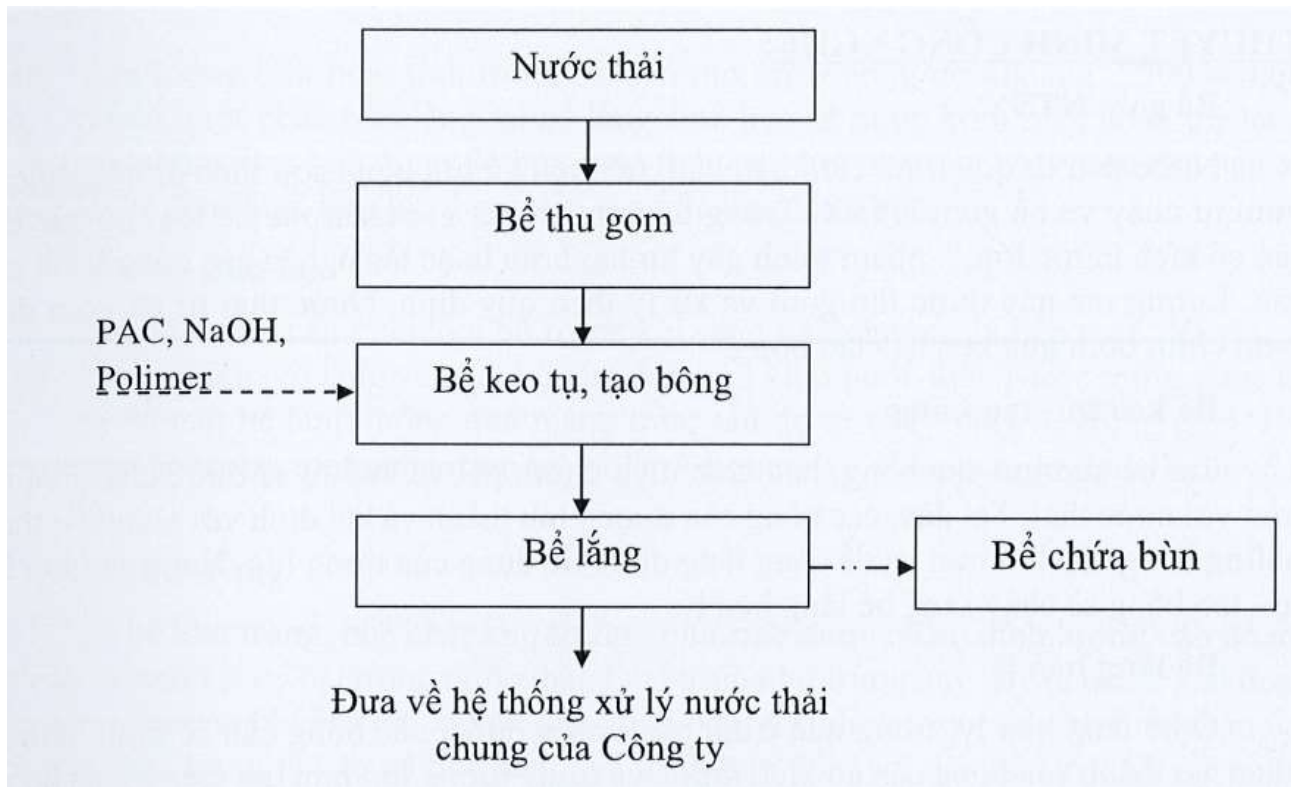 Nước thải
Bể thu gom
PAC, NaOH,
Polimer
Bể keo tụ, tạo bông
Bể lắng
Bể chứa bùn
Đưa về hệ thống xử lý nước thải
chung của Công ty